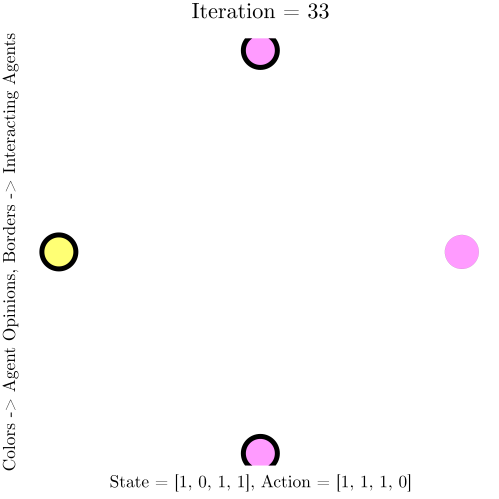 Iteration = 33
Colors -> Agent Opinions, Borders -> Interacting Agents
State = [1, 0, 1, 1], Action = [1, 1, 1, 0]